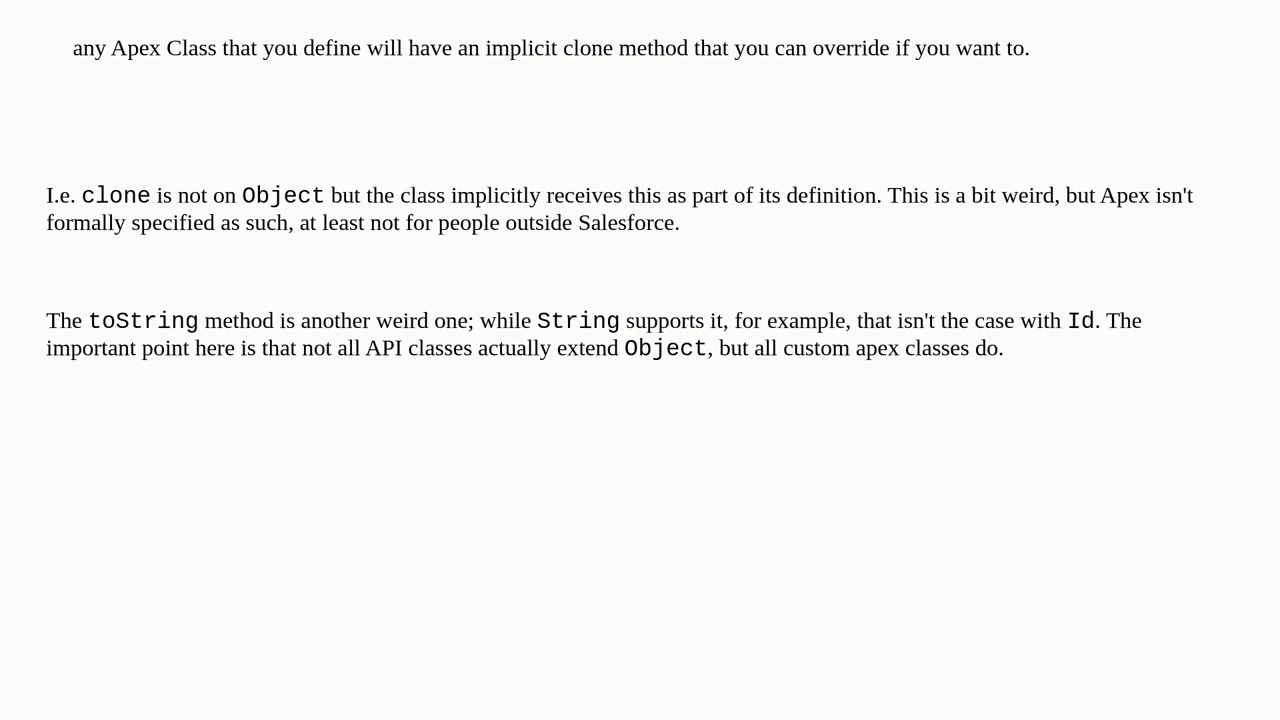 any Apex Class that you define will have an implicit clone method that you can override if you want to.
I.e. clone is not on Object but the class implicitly receives this as part of its definition. This is a bit weird, but Apex isn't
formally specified as such, at least not for people outside Salesforce.
The toString method is another weird one; while String supports it, for example, that isn't the case with Id. The
important point here is that not all API classes actually extend Object, but all custom apex classes do.